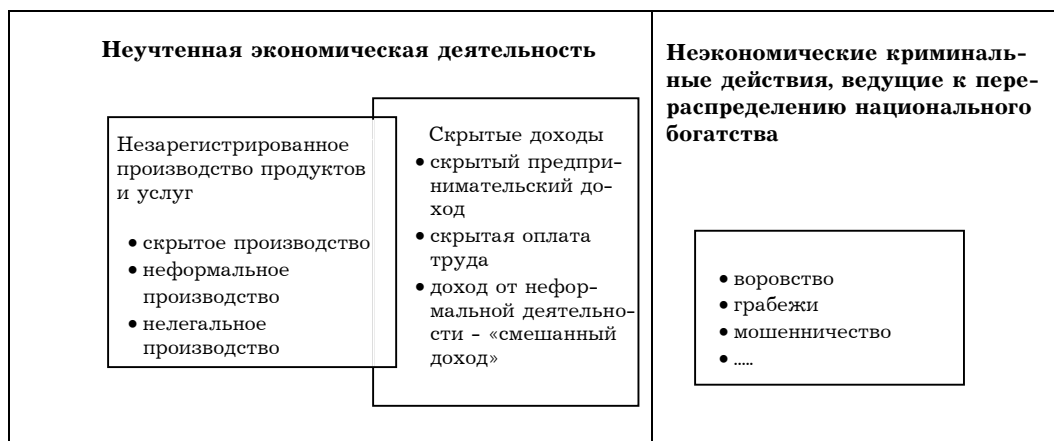 Неучтенная экономическая деятельность
Незарегистрированное
производство продуктов
и услуг
• скрытое производство
• неформальное
производство
• нелегальное
производство
Скрытые доходы
• скрытый предпри-
нимательский до-
ход
• скрытая оплата
труда
• доход от нефор-
мальной деятельно-
сти - «смешанный
доход»
Неэкономические криминаль-
ные действия, ведущие к пере-
распределению национального
богатства
• воровство
• грабежи
• мошенничество
• .....